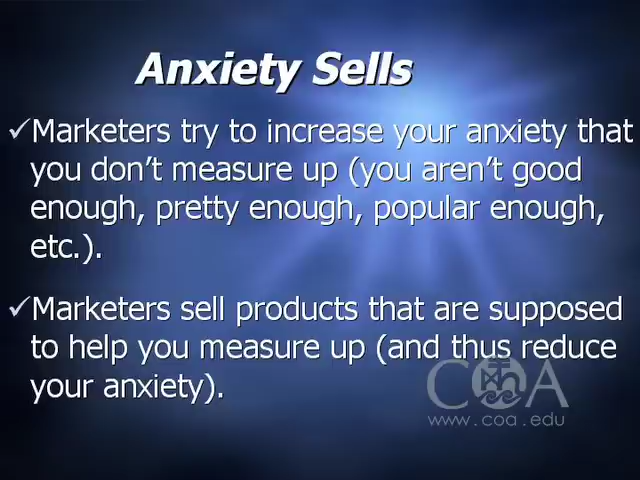 Anxiety Sells
✓Marketers try to increase your anxiety that
you don't measure up (you aren't good
enough, pretty enough, popular enough,
etc.).
✓Marketers sell products that are supposed
to help you measure up (and thus reduce
your anxiety).
COA
www.coa.edu